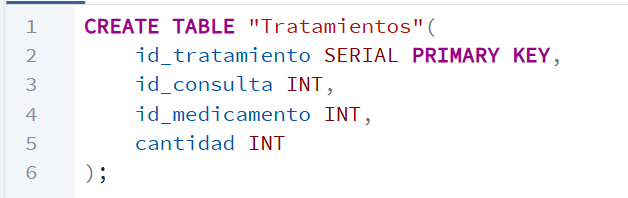 1 CREATE TABLE "Tratamientos"(
2     id_tratamiento SERIAL PRIMARY KEY,
3     id_consulta INT,
4     id_medicamento INT,
5     cantidad INT
6 );